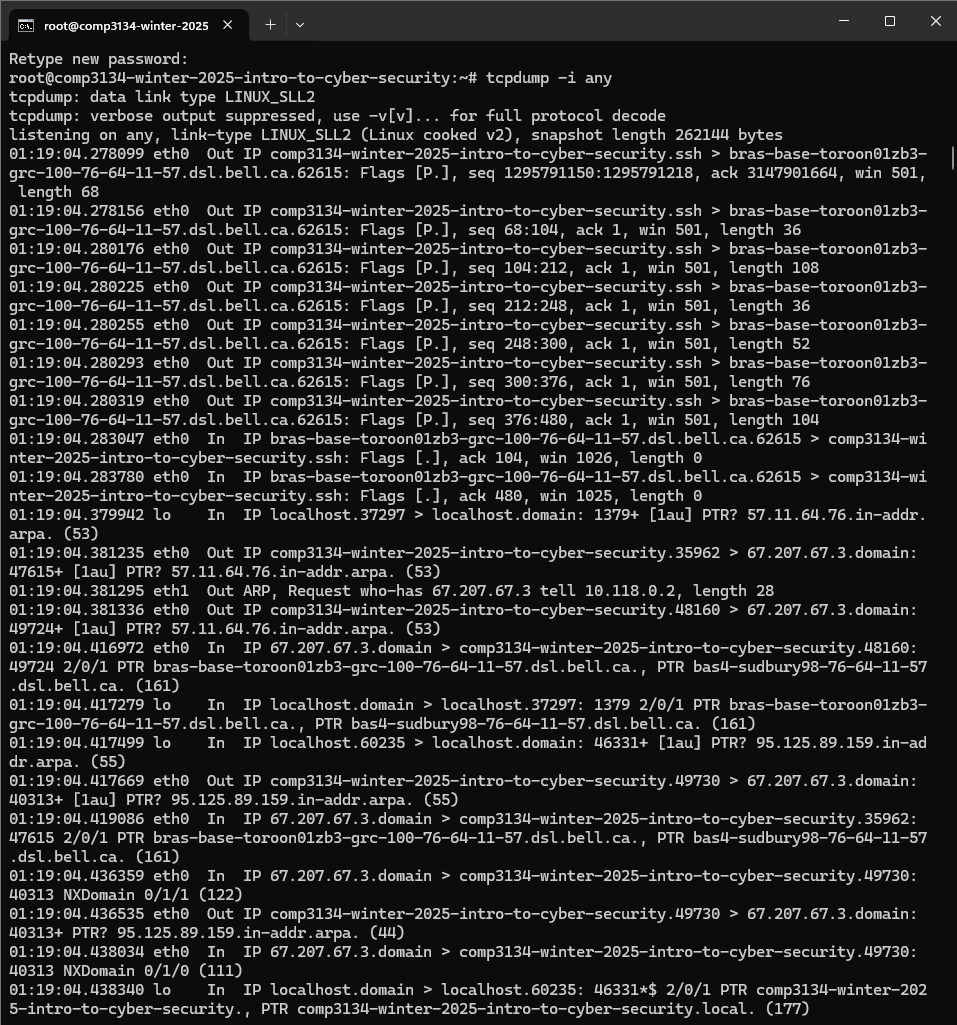 root@comp3134-winter-2025
Retype new password:
root@comp3134-winter-2025-intro-to-cyber-security:~# tcpdump -i any
tcpdump: data link type LINUX_SLL2
tcpdump: verbose output suppressed, use -v[v]... for full protocol decode
listening on any, link-type LINUX_SLL2 (Linux cooked v2), snapshot length 262144 bytes
01:19:04.278099 eth0  Out IP comp3134-winter-2025-intro-to-cyber-security.ssh > bras-base-toroon01zb3-
grc-100-76-64-11-57.dsl.bell.ca.62615: Flags [P.], seq 1295791150:1295791218, ack 3147901664, win 501,
 length 68
01:19:04.278156 eth0  Out IP comp3134-winter-2025-intro-to-cyber-security.ssh > bras-base-toroon01zb3-
grc-100-76-64-11-57.dsl.bell.ca.62615: Flags [P.], seq 68:104, ack 1, win 501, length 36
01:19:04.280176 eth0  Out IP comp3134-winter-2025-intro-to-cyber-security.ssh > bras-base-toroon01zb3-
grc-100-76-64-11-57.dsl.bell.ca.62615: Flags [P.], seq 104:212, ack 1, win 501, length 108
01:19:04.280225 eth0  Out IP comp3134-winter-2025-intro-to-cyber-security.ssh > bras-base-toroon01zb3-
grc-100-76-64-11-57.dsl.bell.ca.62615: Flags [P.], seq 212:248, ack 1, win 501, length 36
01:19:04.280255 eth0  Out IP comp3134-winter-2025-intro-to-cyber-security.ssh > bras-base-toroon01zb3-
grc-100-76-64-11-57.dsl.bell.ca.62615: Flags [P.], seq 248:300, ack 1, win 501, length 52
01:19:04.280293 eth0  Out IP comp3134-winter-2025-intro-to-cyber-security.ssh > bras-base-toroon01zb3-
grc-100-76-64-11-57.dsl.bell.ca.62615: Flags [P.], seq 300:376, ack 1, win 501, length 76
01:19:04.280319 eth0  Out IP comp3134-winter-2025-intro-to-cyber-security.ssh > bras-base-toroon01zb3-
grc-100-76-64-11-57.dsl.bell.ca.62615: Flags [P.], seq 376:480, ack 1, win 501, length 104
01:19:04.283047 eth0  In  IP bras-base-toroon01zb3-grc-100-76-64-11-57.dsl.bell.ca.62615 > comp3134-wi
nter-2025-intro-to-cyber-security.ssh: Flags [.], ack 104, win 1026, length 0
01:19:04.283780 eth0  In  IP bras-base-toroon01zb3-grc-100-76-64-11-57.dsl.bell.ca.62615 > comp3134-wi
nter-2025-intro-to-cyber-security.ssh: Flags [.], ack 480, win 1025, length 0
01:19:04.379942 lo    In  IP localhost.37297 > localhost.domain: 1379+ [1au] PTR? 57.11.64.76.in-addr.
arpa. (53)
01:19:04.381235 eth0  Out IP comp3134-winter-2025-intro-to-cyber-security.35962 > 67.207.67.3.domain:
47615+ [1au] PTR? 57.11.64.76.in-addr.arpa. (53)
01:19:04.381295 eth1  Out ARP, Request who-has 67.207.67.3 tell 10.118.0.2, length 28
01:19:04.381336 eth0  Out IP comp3134-winter-2025-intro-to-cyber-security.48160 > 67.207.67.3.domain:
49724+ [1au] PTR? 57.11.64.76.in-addr.arpa. (53)
01:19:04.416972 eth0  In  IP 67.207.67.3.domain > comp3134-winter-2025-intro-to-cyber-security.48160:
49724 2/0/1 PTR bras-base-toroon01zb3-grc-100-76-64-11-57.dsl.bell.ca., PTR bas4-sudbury98-76-64-11-57
.dsl.bell.ca. (161)
01:19:04.417279 lo    In  IP localhost.domain > localhost.37297: 1379 2/0/1 PTR bras-base-toroon01zb3-
grc-100-76-64-11-57.dsl.bell.ca., PTR bas4-sudbury98-76-64-11-57.dsl.bell.ca. (161)
01:19:04.417499 lo    In  IP localhost.60235 > localhost.domain: 46331+ [1au] PTR? 95.125.89.159.in-ad
dr.arpa. (55)
01:19:04.417669 eth0  Out IP comp3134-winter-2025-intro-to-cyber-security.49730 > 67.207.67.3.domain:
40313+ [1au] PTR? 95.125.89.159.in-addr.arpa. (55)
01:19:04.419086 eth0  In  IP 67.207.67.3.domain > comp3134-winter-2025-intro-to-cyber-security.35962:
47615 2/0/1 PTR bras-base-toroon01zb3-grc-100-76-64-11-57.dsl.bell.ca., PTR bas4-sudbury98-76-64-11-57
.dsl.bell.ca. (161)
01:19:04.436359 eth0  In  IP 67.207.67.3.domain > comp3134-winter-2025-intro-to-cyber-security.49730:
40313 NXDomain 0/1/1 (122)
01:19:04.436535 eth0  Out IP comp3134-winter-2025-intro-to-cyber-security.49730 > 67.207.67.3.domain:
40313+ PTR? 95.125.89.159.in-addr.arpa. (44)
01:19:04.438034 eth0  In  IP 67.207.67.3.domain > comp3134-winter-2025-intro-to-cyber-security.49730:
40313 NXDomain 0/1/0 (111)
01:19:04.438340 lo    In  IP localhost.domain > localhost.60235: 46331*$ 2/0/1 PTR comp3134-winter-202
5-intro-to-cyber-security., PTR comp3134-winter-2025-intro-to-cyber-security.local. (177)